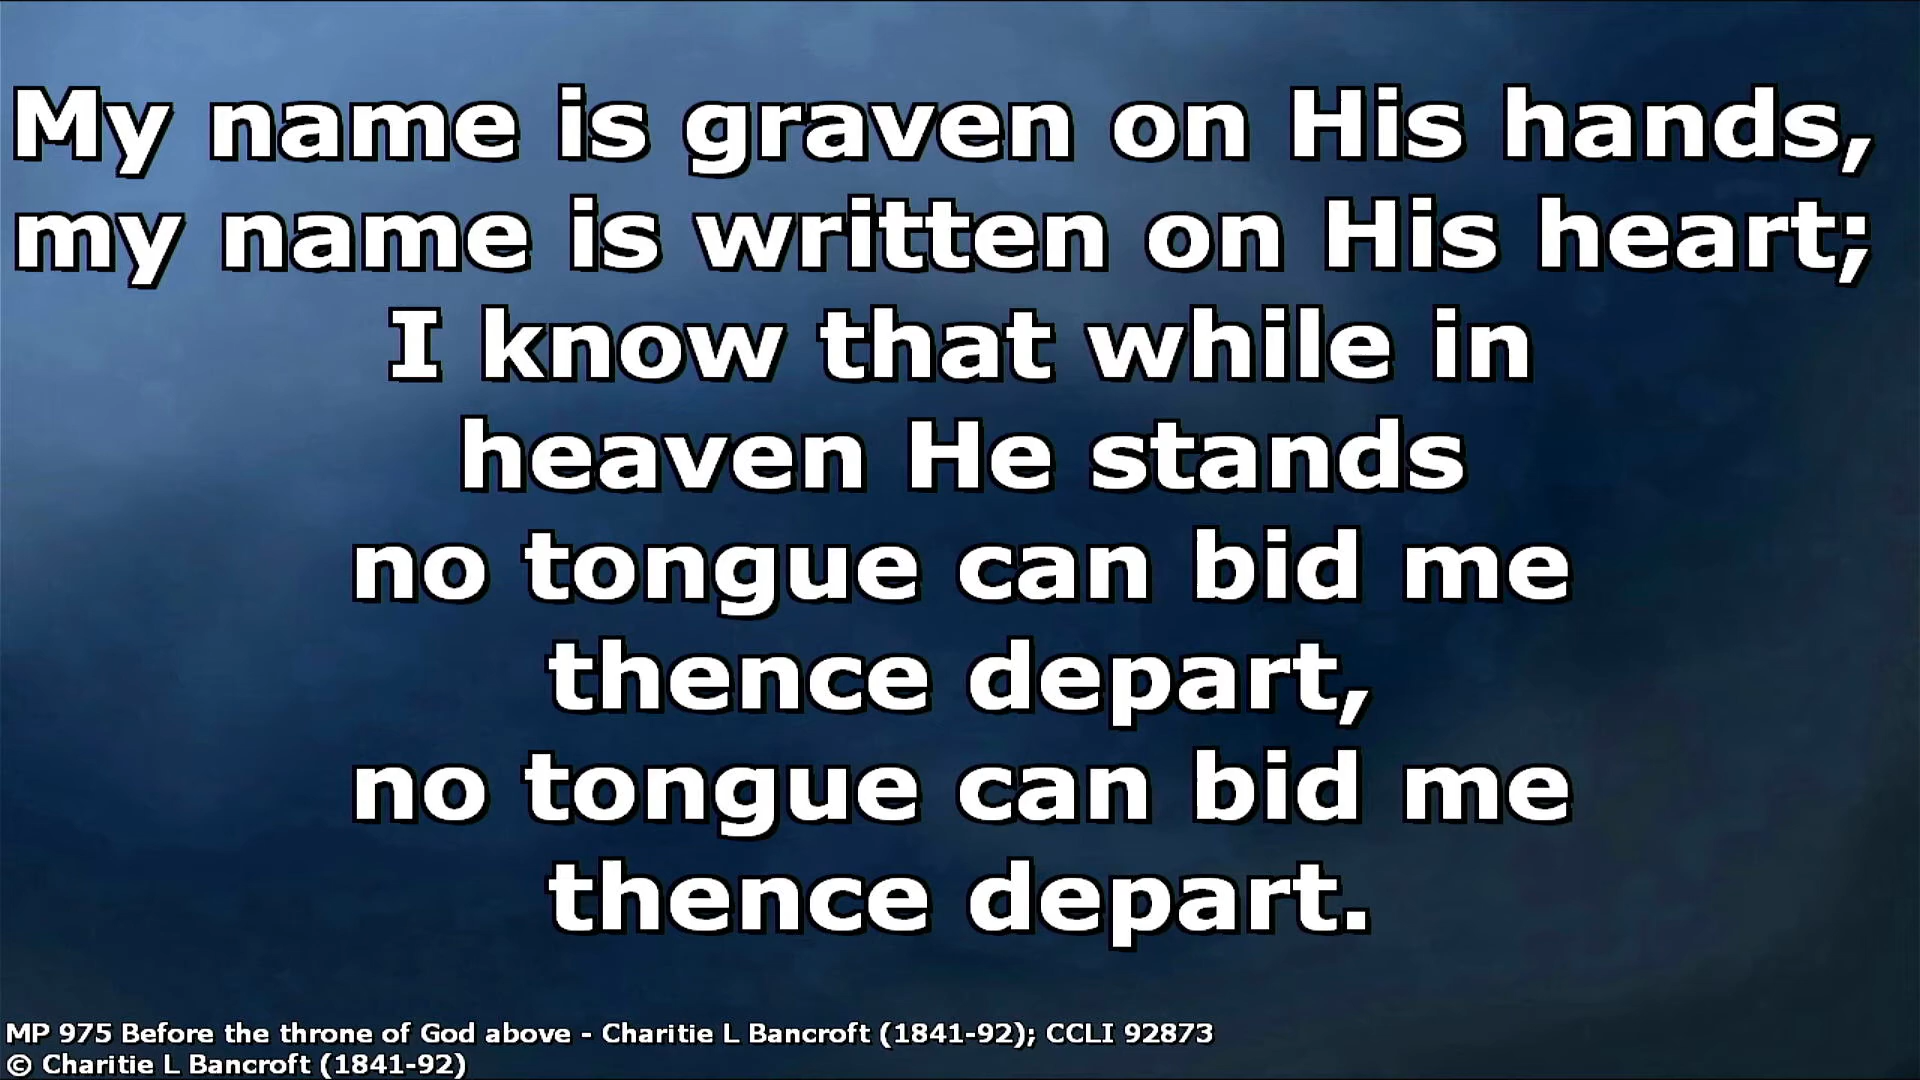 My name is graven on His hands,
my name is written on His heart;
I know that while in
heaven He stands
no tongue can bid me
thence depart,
no tongue can bid me
thence depart.
MP 975 Before the throne of God above - Charitie L Bancroft (1841-92); CCLI 92873
© Charitie L Bancroft (1841-92)